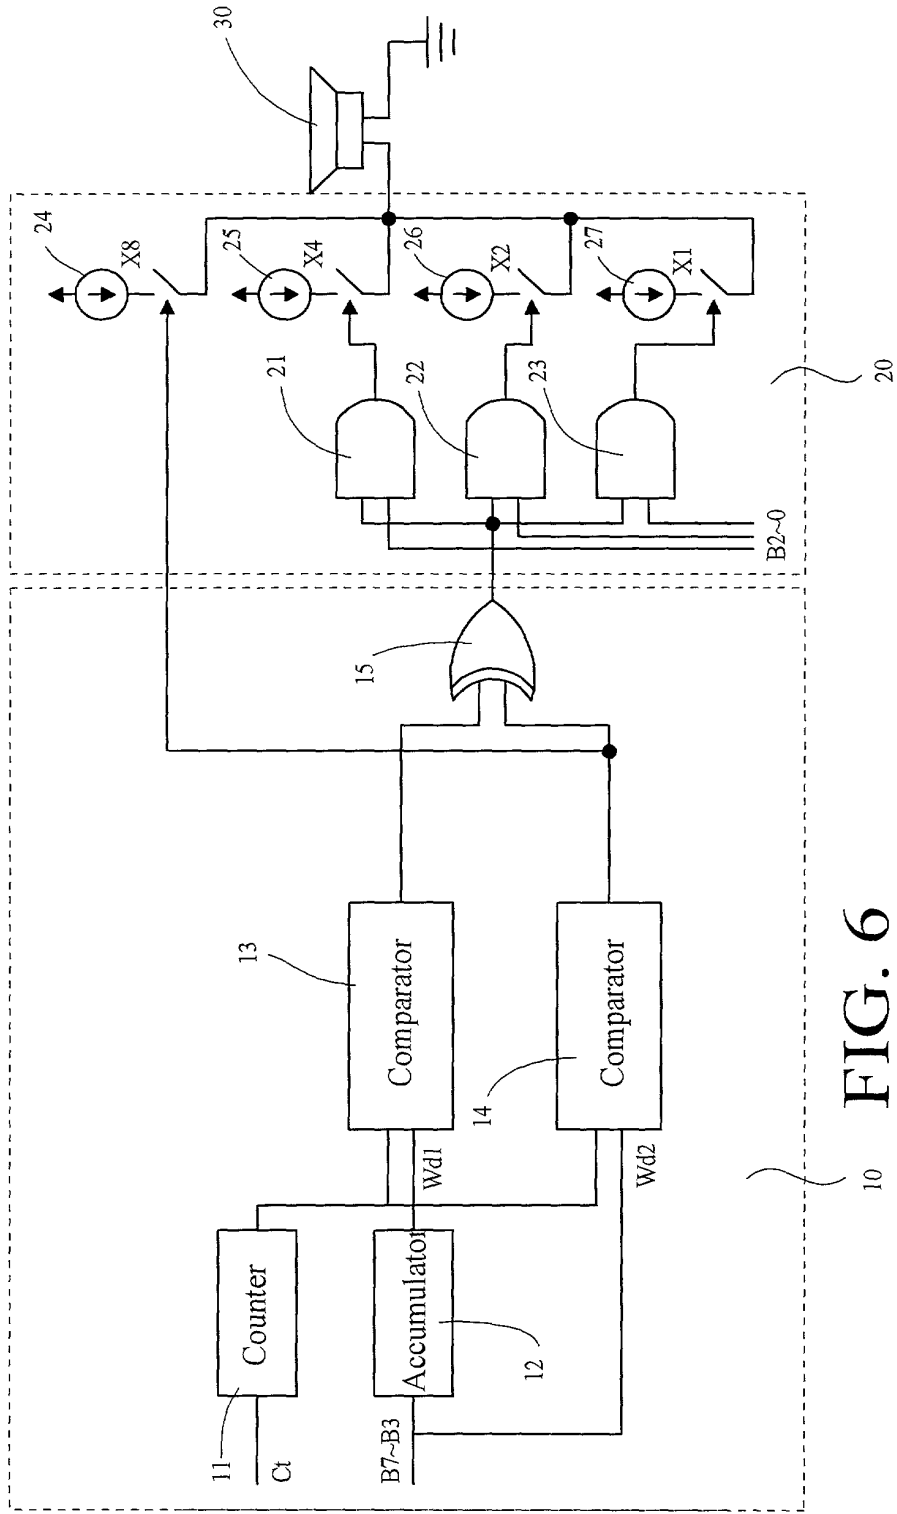 Ct
11
Counter
B7~B3
Accumulator
12
Wd1
Wd2
13
Comparator
14
Comparator
15
10
21
22
23
B2~0
24
X8
25
X4
26
X2
27
X1
20
30
FIG. 6